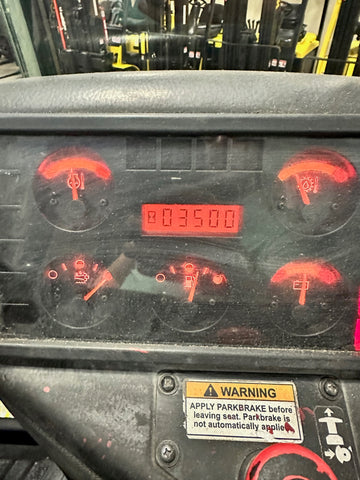 03500
WARNING
APPLY PARKBRAKE before
leaving seat. Parkbrake is
not automatically applied